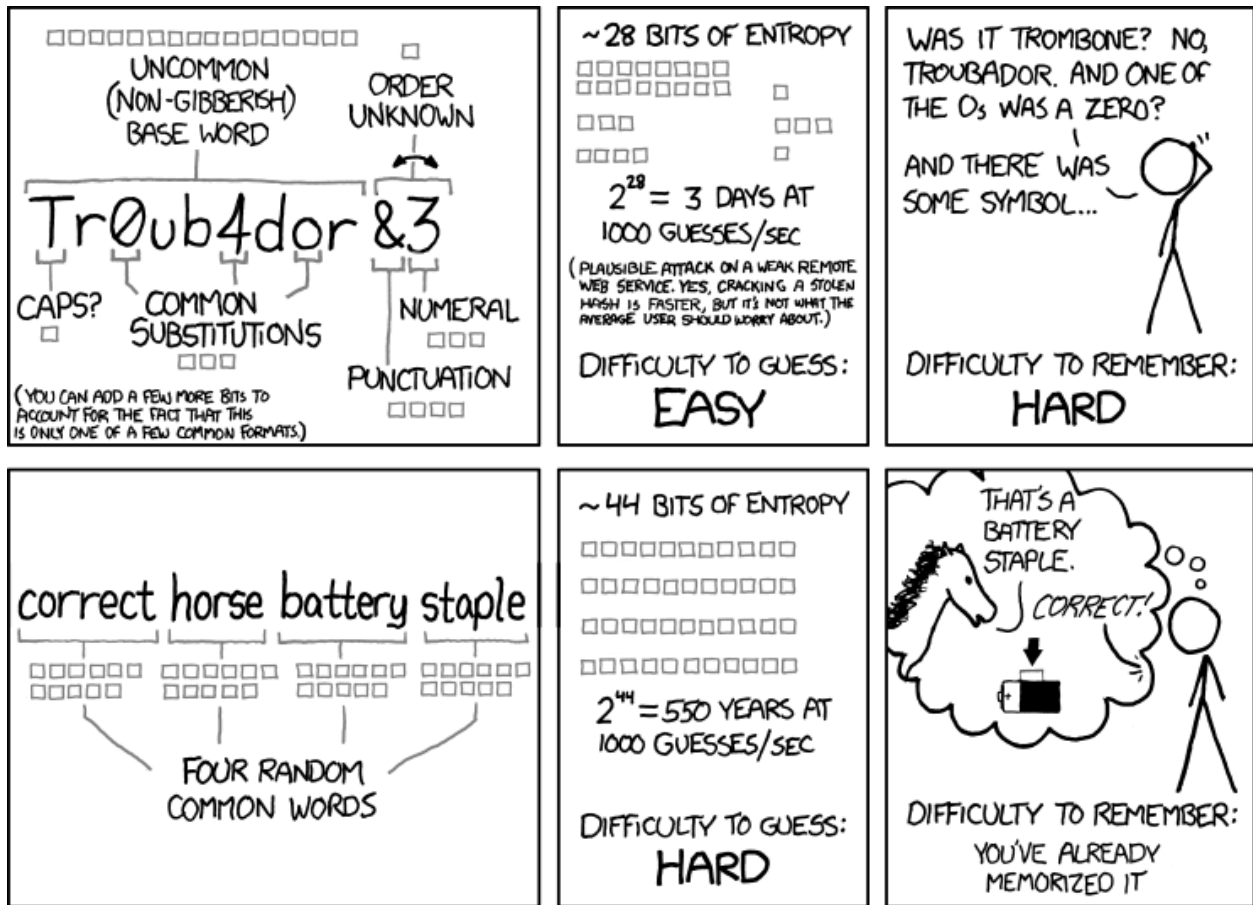 UNCOMMON
(NON-GIBBERISH)
BASE WORD
ORDER
UNKNOWN
Tr0ub4dor &3
CAPS?
COMMON
SUBSTITUTIONS
NUMERAL
PUNCTUATION
(YOU CAN ADD A FEW MORE BITS TO
ACCOUNT FOR THE FACT THAT THIS
IS ONLY ONE OF A FEW COMMON FORMATS.)
~28 BITS OF ENTROPY
2^28 = 3 DAYS AT
1000 GUESSES/SEC
(PLAUSIBLE ATTACK ON A WEAK REMOTE
WEB SERVICE. YES, CRACKING A STOLEN
HASH IS FASTER, BUT IT'S NOT WHAT THE
AVERAGE USER SHOULD WORRY ABOUT.)
DIFFICULTY TO GUESS:
EASY
WAS IT TROMBONE? NO,
TROUBADOR. AND ONE OF
THE Os WAS A ZERO?
AND THERE WAS
SOME SYMBOL...
DIFFICULTY TO REMEMBER:
HARD
correct horse battery staple
FOUR RANDOM
COMMON WORDS
~44 BITS OF ENTROPY
2^44 = 550 YEARS AT
1000 GUESSES/SEC
DIFFICULTY TO GUESS:
HARD
THAT'S A
BATTERY
STAPLE.
CORRECT!
+
DIFFICULTY TO REMEMBER:
YOU'VE ALREADY
MEMORIZED IT